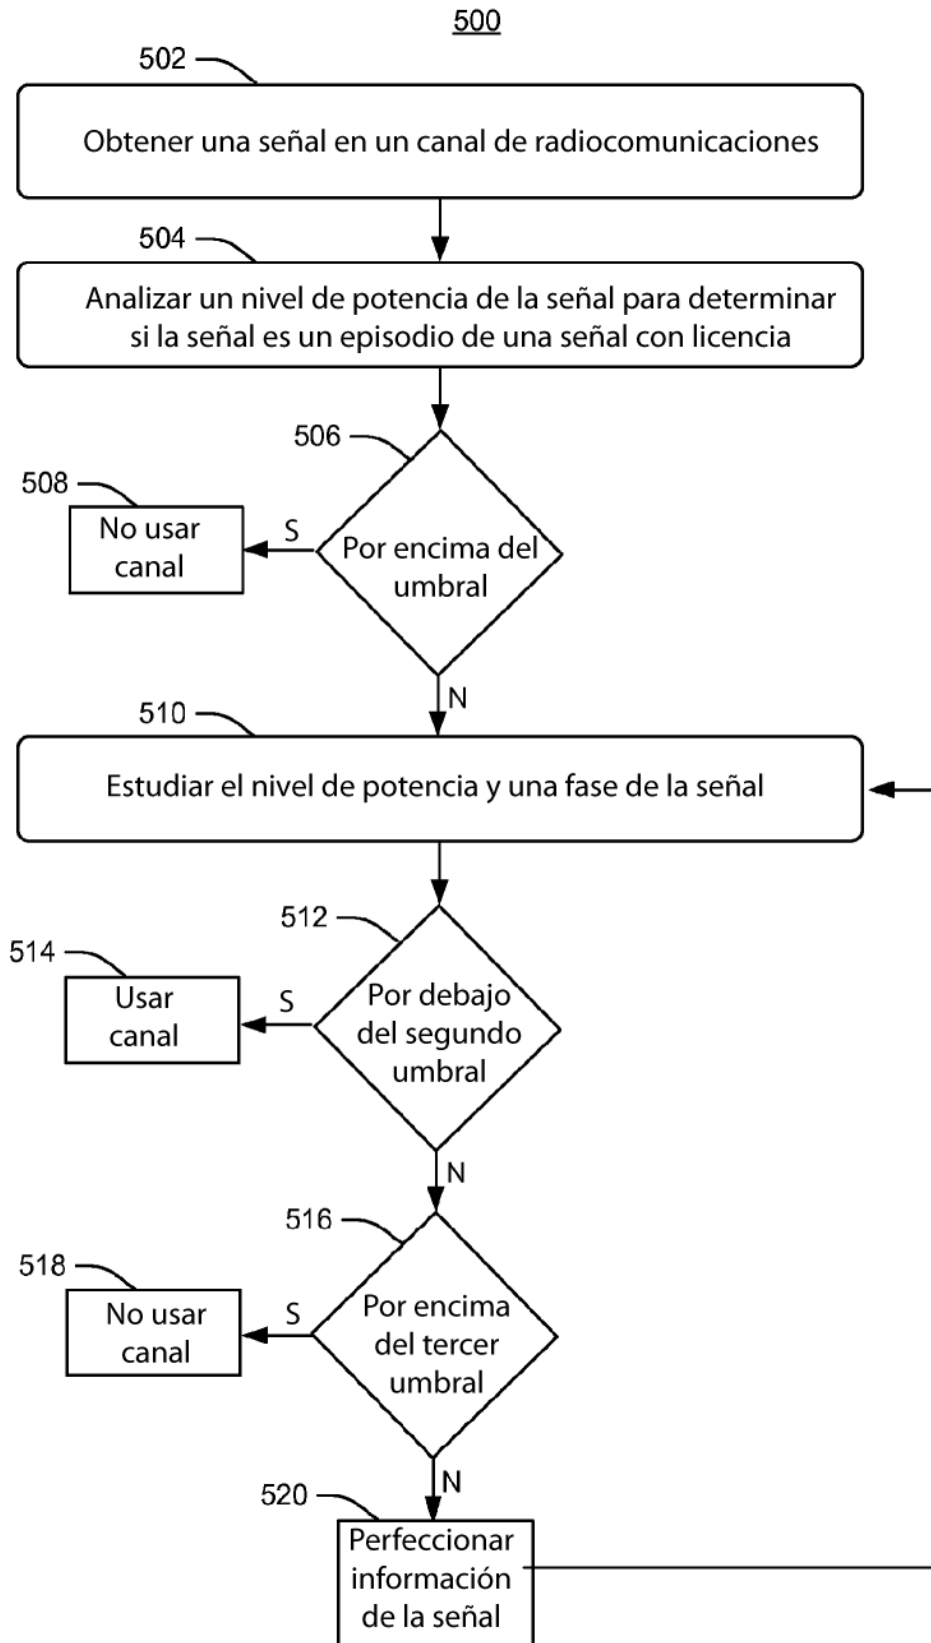 500
502
Obtener una señal en un canal de radiocomunicaciones
504
Analizar un nivel de potencia de la señal para determinar
si la señal es un episodio de una señal con licencia
506
508
No usar
canal
S
Por encima del
umbral
N
510
Estudiar el nivel de potencia y una fase de la señal
512
514
Usar
canal
S
Por debajo
del segundo
umbral
N
516
518
No usar
canal
S
Por encima
del tercer
umbral
N
520
Perfeccionar
información
de la señal